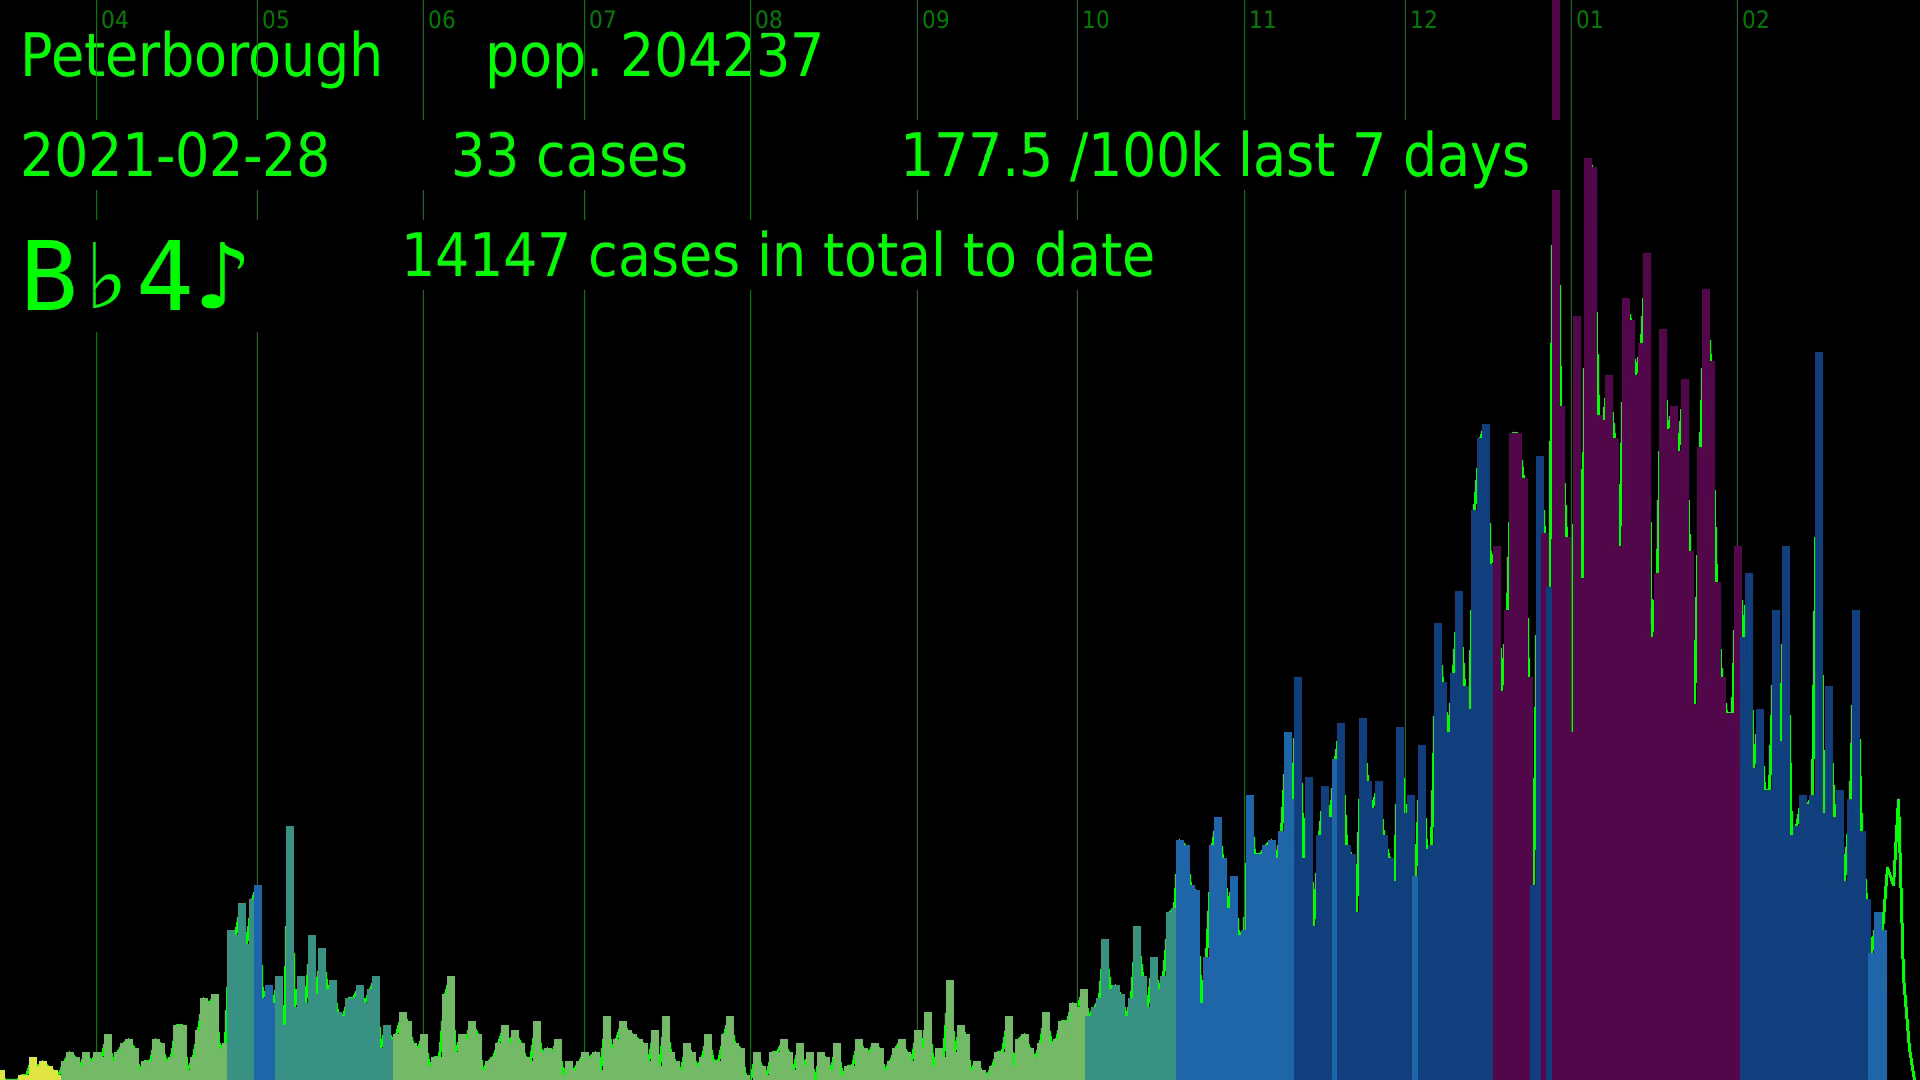 04 05 06 07 08 09 10 11 12 01 02
Peterborough pop. 204237
2021-02-28 33 cases 177.5 /100k last 7 days
B♭4♪ 14147 cases in total to date